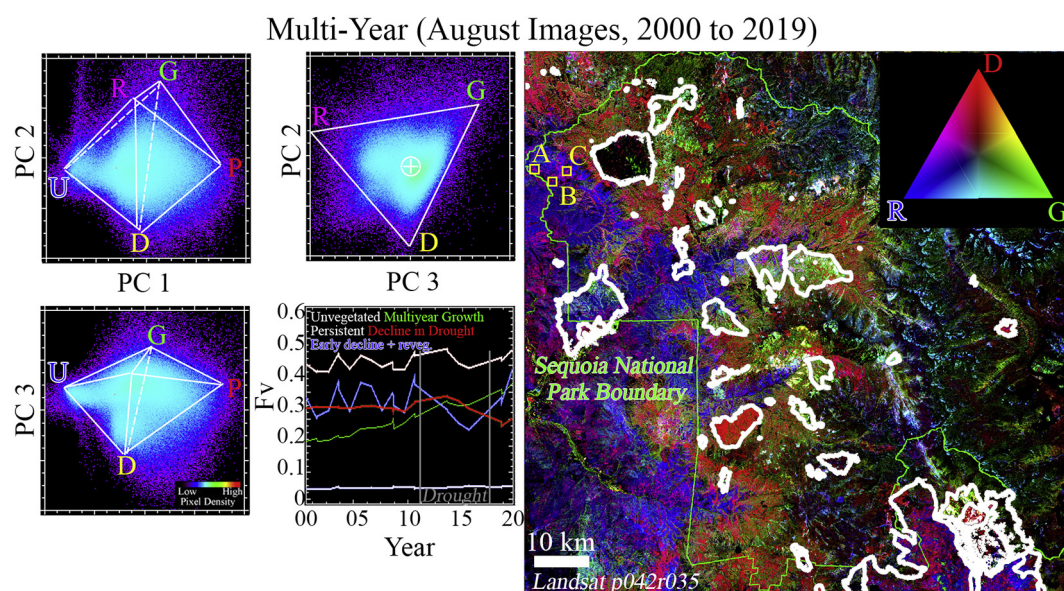 Multi-Year (August Images, 2000 to 2019)
G
R
PC 2
U
P
D
PC 1
G
R
PC 2
D
PC 3
G
U
PC 3
P
D
Low High
Pixel Density
0.6
0.5
0.4
0.3
0.2
0.1
0
Fv
Unvegetated Multiyear Growth
Persistent Decline in Drought
Early decline + reveg.
Drought
00 05 10 15 20
Year
D
R
G
A
C
B
Sequoia National
Park Boundary
10 km
Landsat p042r035